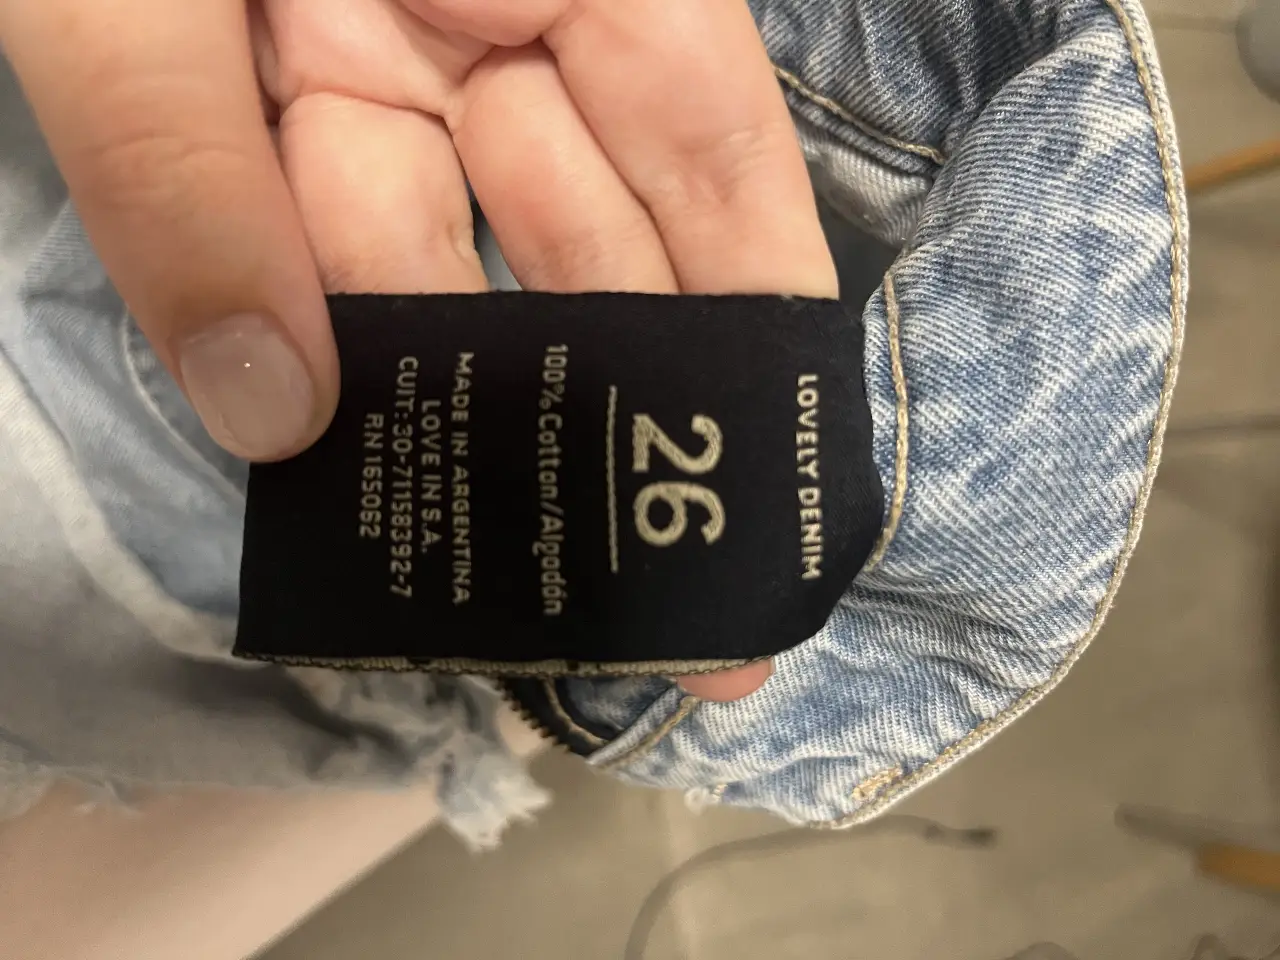 LOVELY DENIM
26
100% Cotton/Algodón
MADE IN ARGENTINA
LOVE IN S.A.
CUIT:30-71158392-7
RN 165062